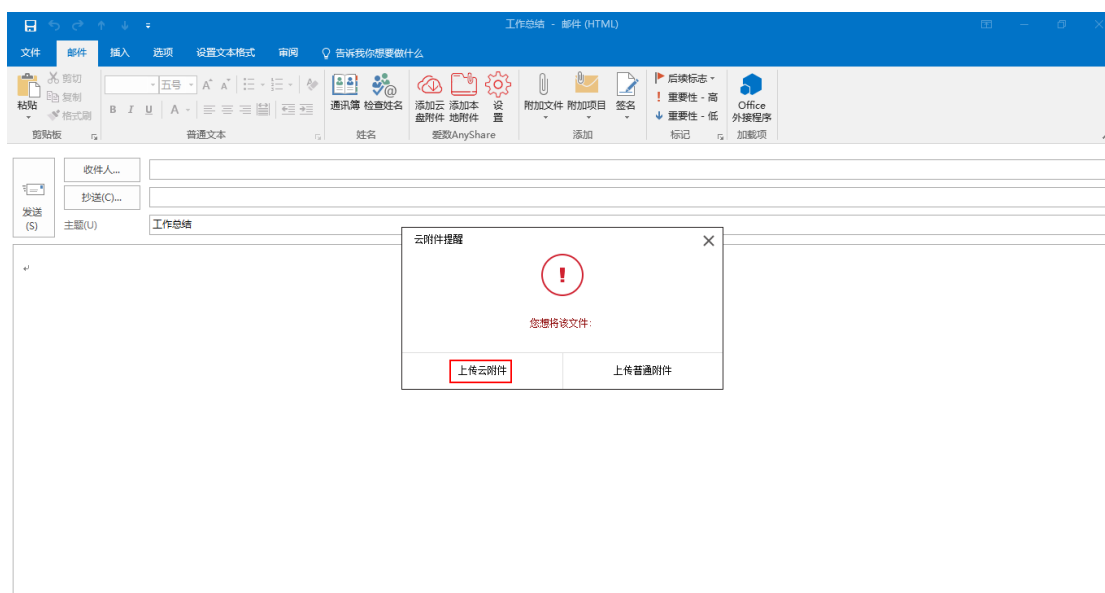 工作总结 - 邮件 (HTML)
文件 邮件 插入 选项 设置文本格式 审阅 告诉我你想要做什么
粘贴
剪切
复制
格式刷
剪贴板
五号
B I U A
普通文本
通讯簿 检查姓名
姓名
添加云盘附件 添加本地附件 设置
爱数AnyShare
附加文件 附加项目 签名
添加
后续标志
重要性 - 高
重要性 - 低
标记
Office
外接程序
加载项
发送
(S)
收件人...
抄送(C)...
主题(U) 工作总结
云附件提醒
您想将该文件:
上传云附件 上传普通附件